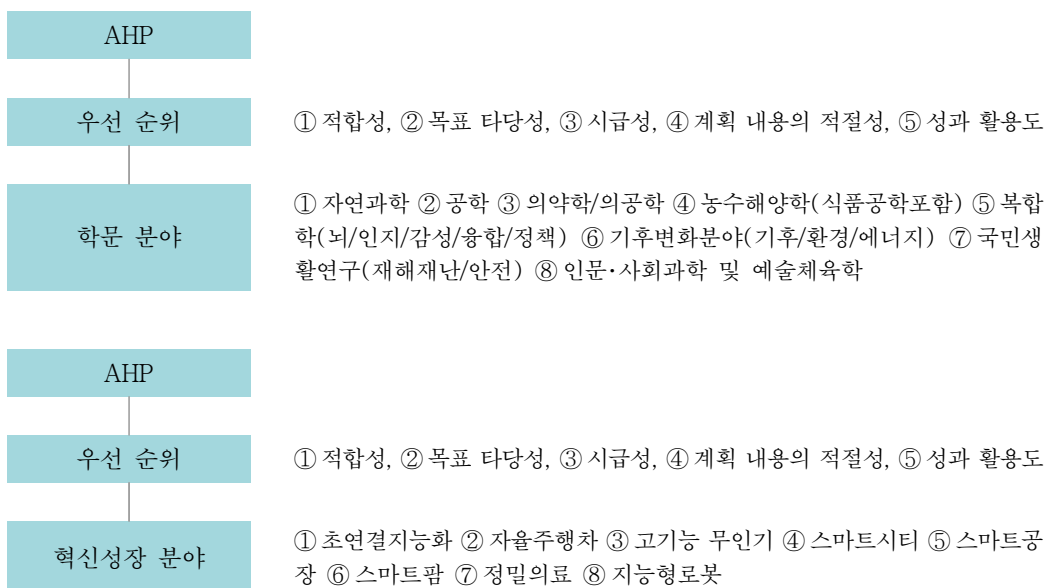 AHP
우선 순위
① 적합성, ② 목표 타당성, ③ 시급성, ④ 계획 내용의 적절성, ⑤ 성과 활용도
학문 분야
① 자연과학 ② 공학 ③ 의약학/의공학 ④ 농수해양학(식품공학포함) ⑤ 복합
학(뇌/인지/감성/융합/정책) ⑥ 기후변화분야(기후/환경/에너지) ⑦ 국민생
활연구(재해재난/안전) ⑧ 인문·사회과학 및 예술체육학
AHP
우선 순위
① 적합성, ② 목표 타당성, ③ 시급성, ④ 계획 내용의 적절성, ⑤ 성과 활용도
혁신성장 분야
① 초연결지능화 ② 자율주행차 ③ 고기능 무인기 ④ 스마트시티 ⑤ 스마트공
장 ⑥ 스마트팜 ⑦ 정밀의료 ⑧ 지능형로봇